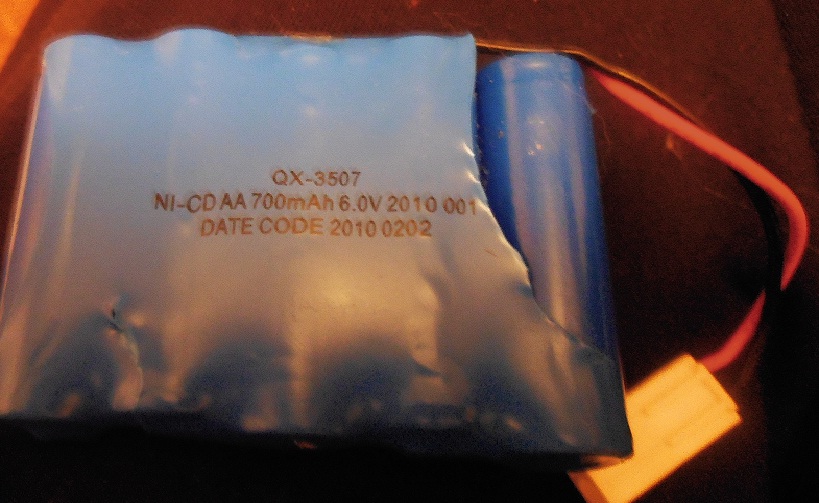 QX-3507
NI-CD AA 700mAh 6.0V 2010 001
DATE CODE 2010 0202